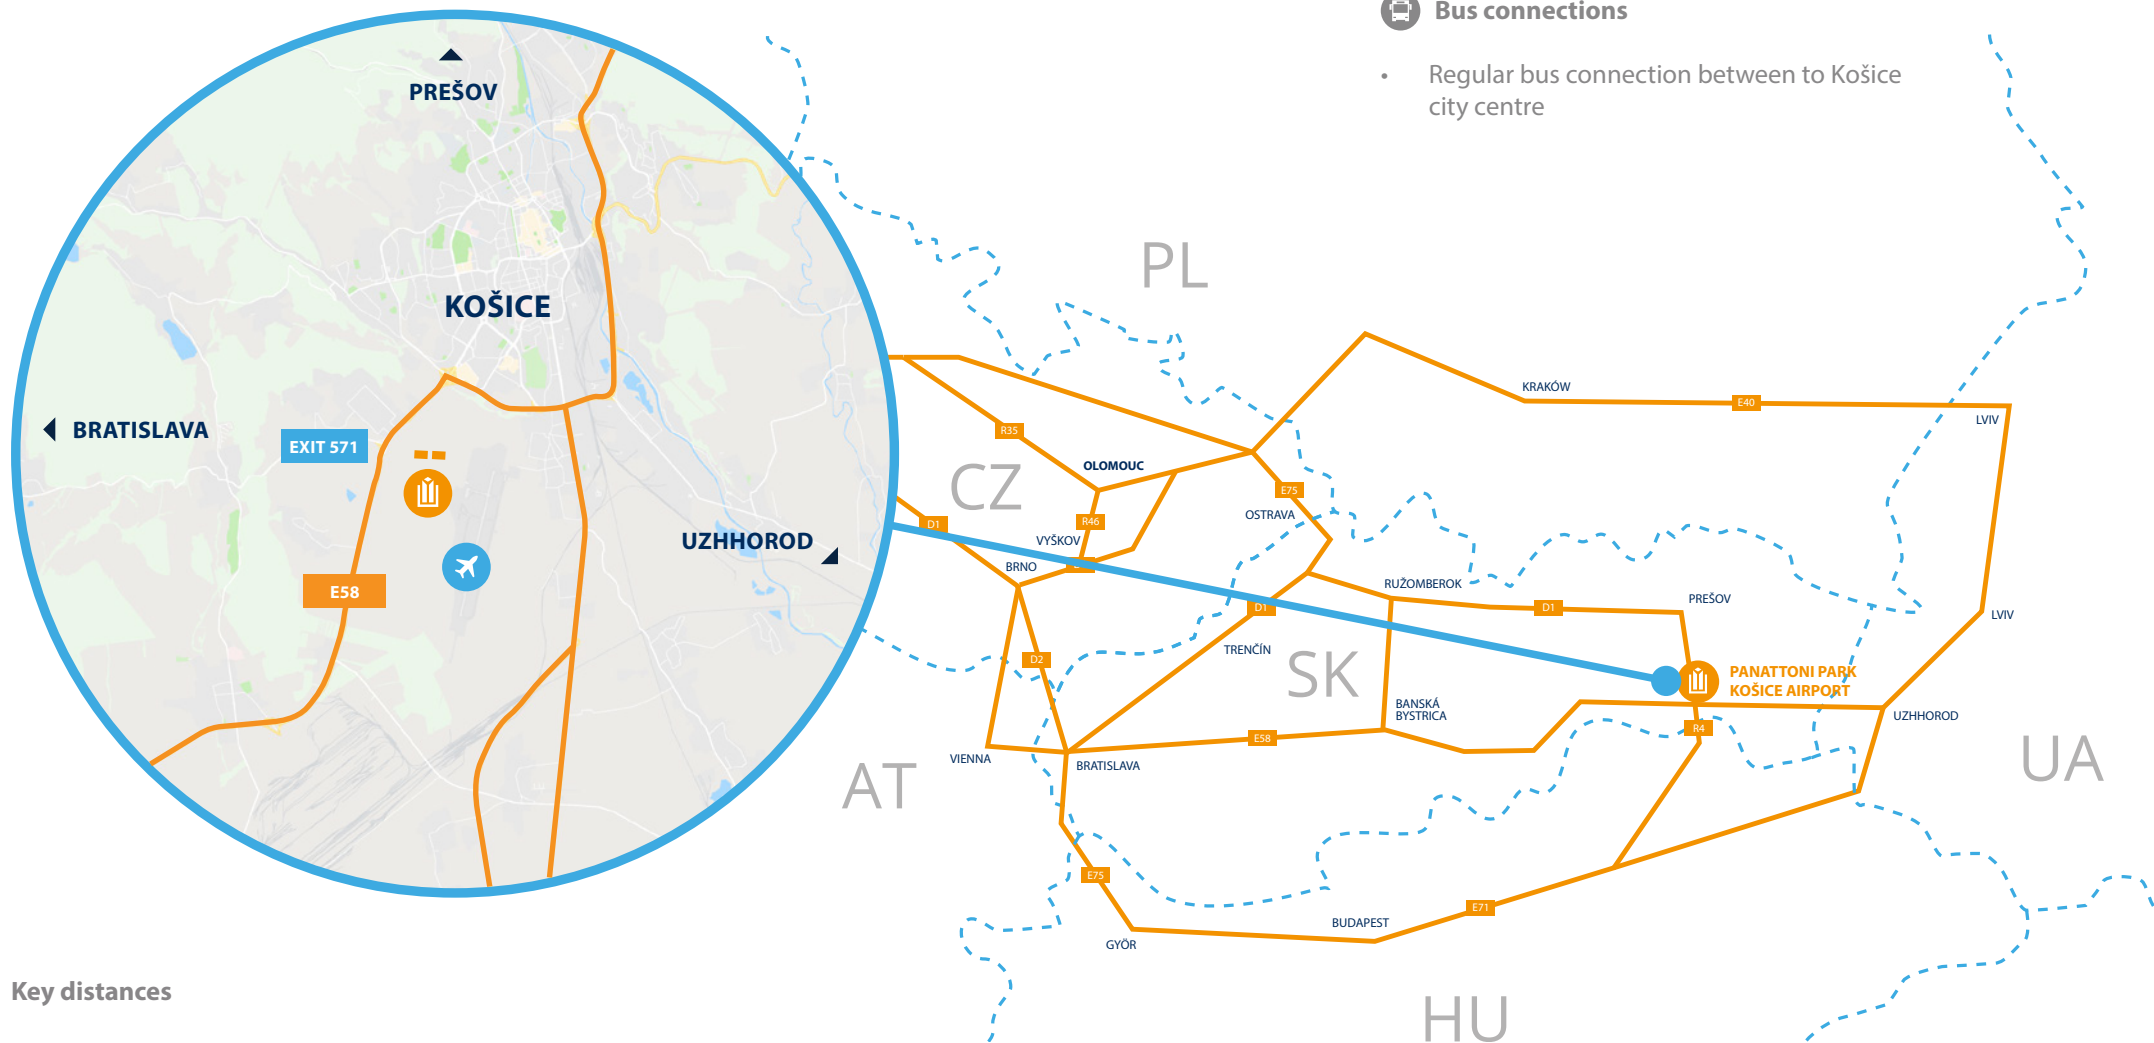 Bus connections
• Regular bus connection between to Košice
city centre
PREŠOV
KOŠICE
BRATISLAVA
EXIT 571
E58
UZHHOROD
PL
CZ
SK
AT
HU
UA
KRAKÓW
E40
LVIV
R35
OLOMOUC
E75
OSTRAVA
D1
R46
VYŠKOV
BRNO
RUŽOMBEROK
D1
D1
PREŠOV
LVIV
D2
TRENČÍN
PANATTONI PARK
KOŠICE AIRPORT
BANSKÁ
BYSTRICA
UZHHOROD
R4
E58
VIENNA
BRATISLAVA
E75
E71
BUDAPEST
GYÖR
Key distances